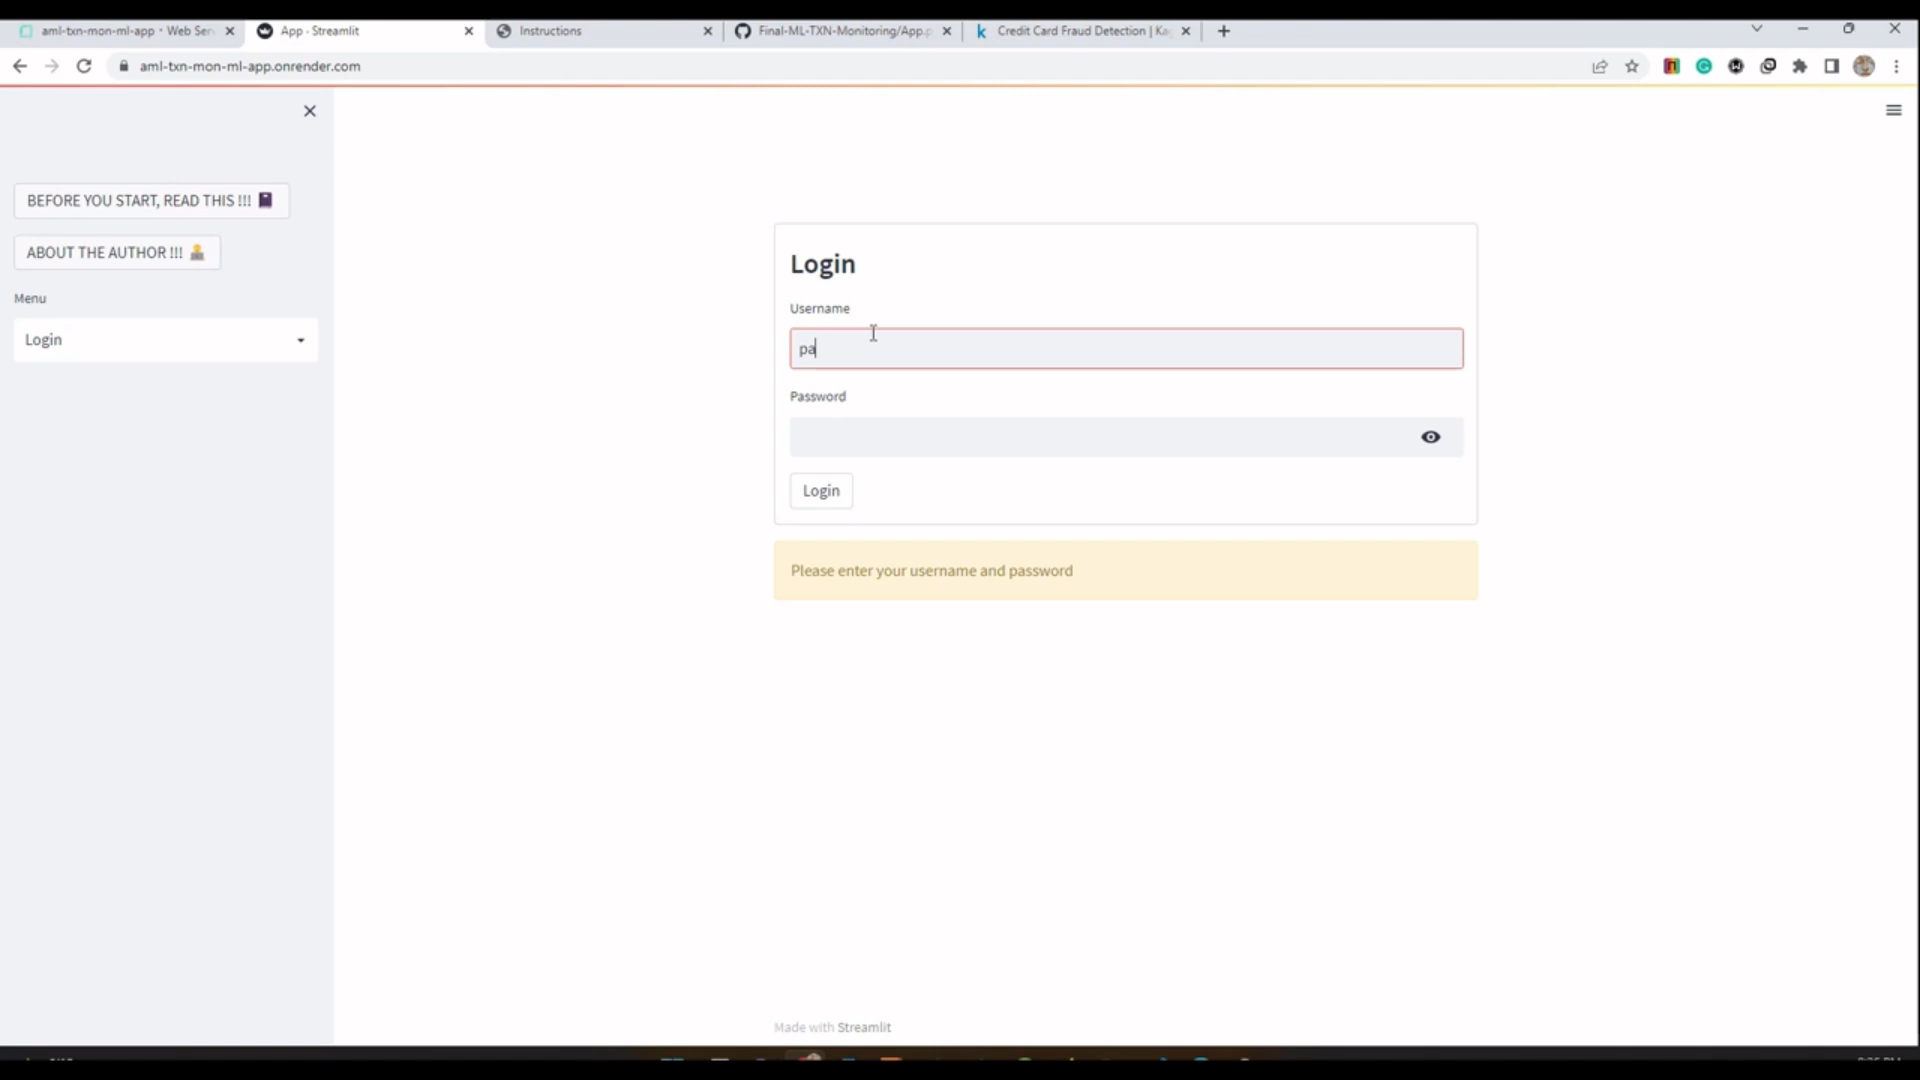 aml-txn-mon-ml-app · Web Ser
App · Streamlit
Instructions
Final-ML-TXN-Monitoring/App.p
Credit Card Fraud Detection | Ka
aml-txn-mon-ml-app.onrender.com
BEFORE YOU START, READ THIS !!!
ABOUT THE AUTHOR !!!
Menu
Login
Login
Username
pa
Password
Login
Please enter your username and password
Made with Streamlit